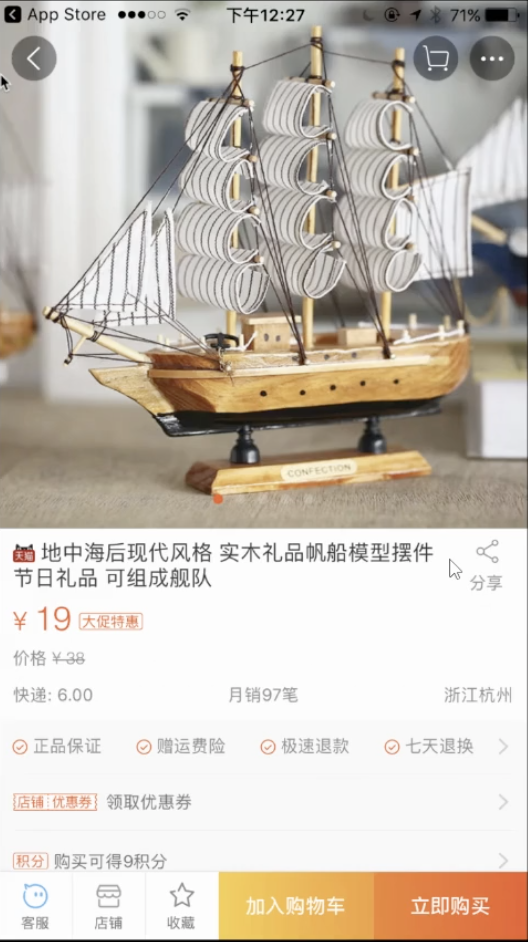 App Store 下午12:27 71%
CONFECTION
天猫 地中海后现代风格 实木礼品帆船模型摆件
节日礼品 可组成舰队
分享
¥ 19 大促特惠
价格 ¥ 38
快递: 6.00 月销97笔 浙江杭州
正品保证 赠运费险 极速退款 七天退换
店铺 优惠券 领取优惠券
积分 购买可得9积分
客服 店铺 收藏 加入购物车 立即购买